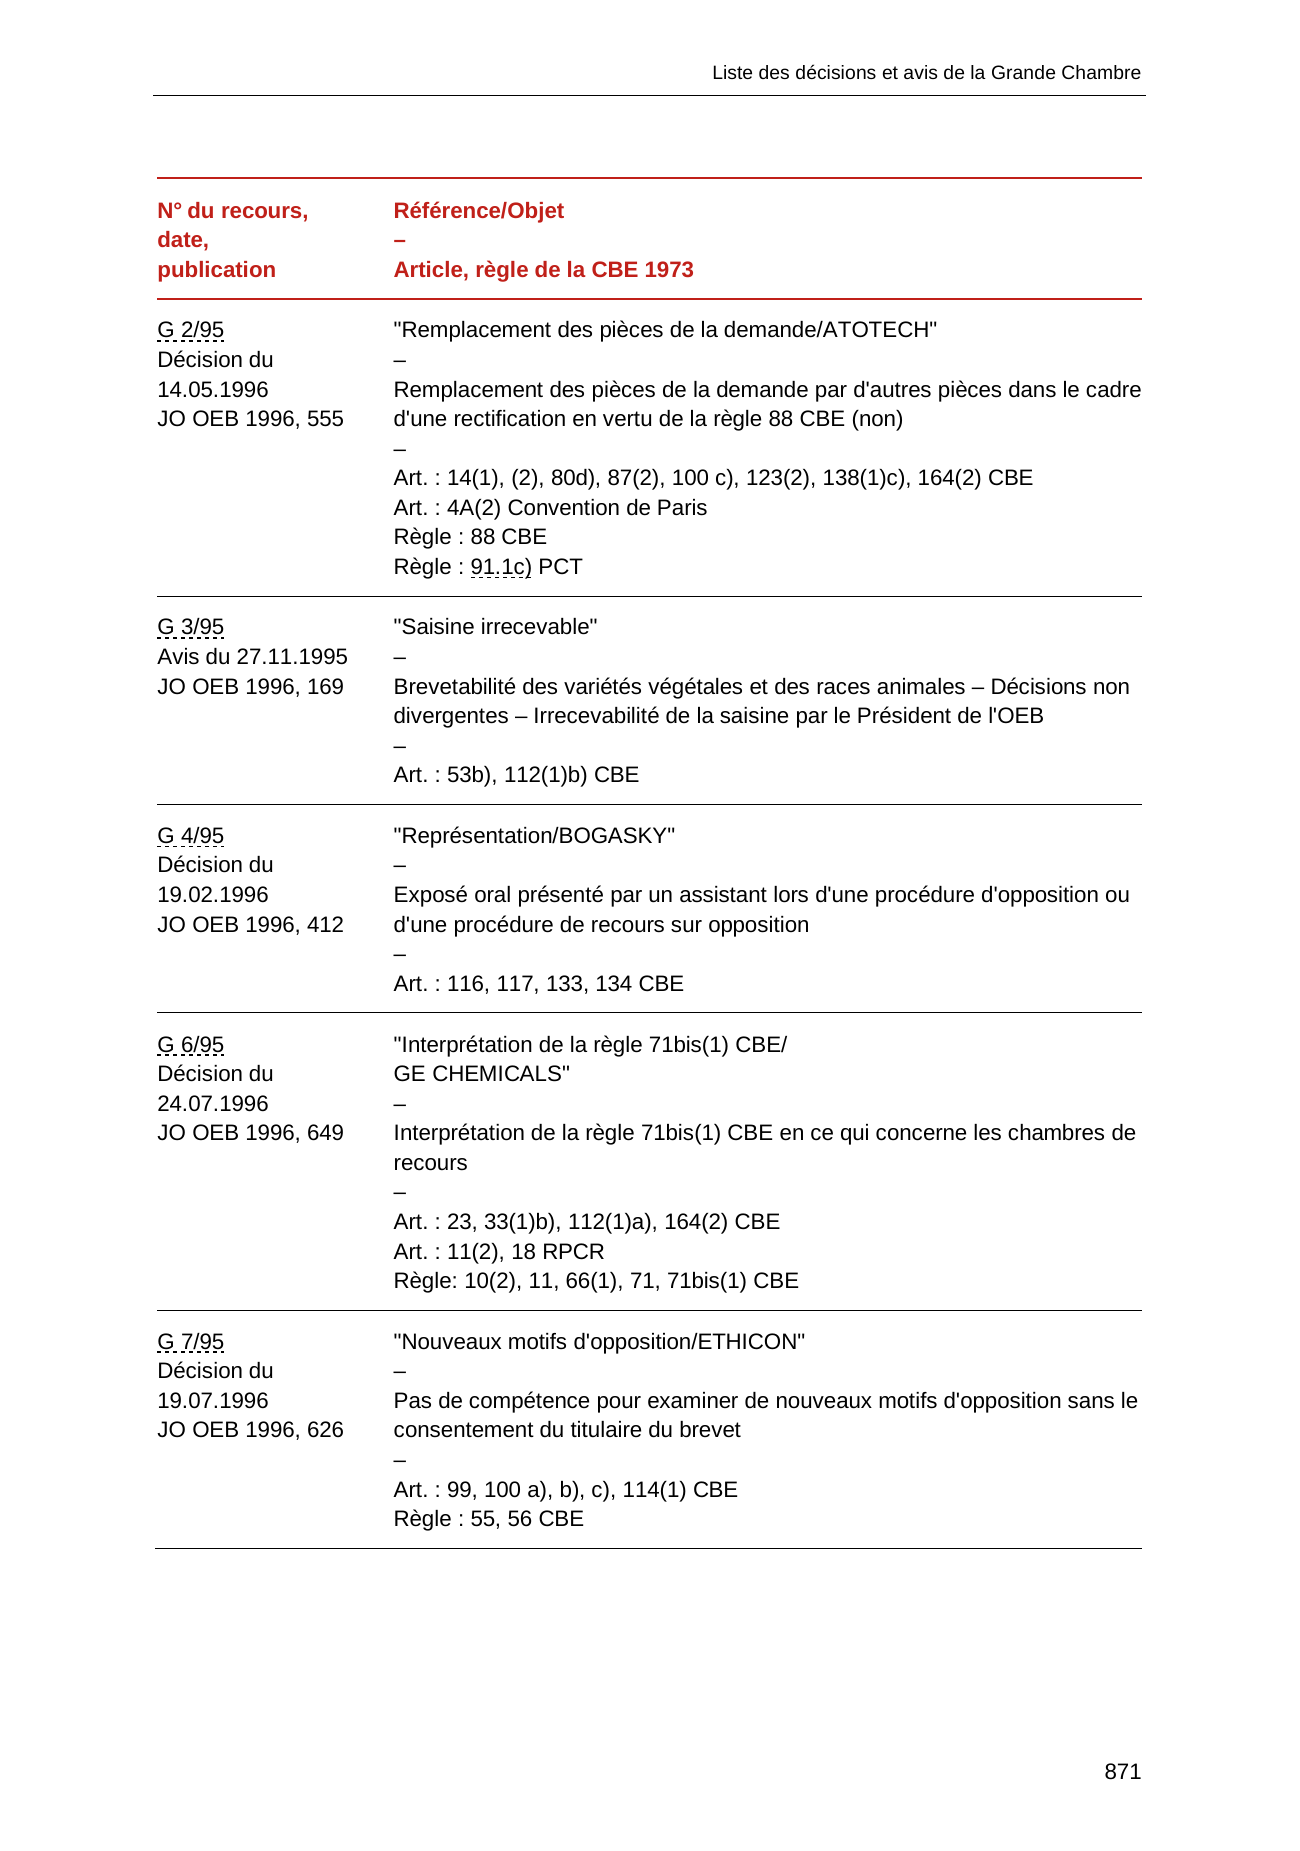 Liste des décisions et avis de la Grande Chambre
N° du recours,
date,
publication
Référence/Objet
–
Article, règle de la CBE 1973
G 2/95
Décision du
14.05.1996
JO OEB 1996, 555
"Remplacement des pièces de la demande/ATOTECH"
–
Remplacement des pièces de la demande par d'autres pièces dans le cadre
d'une rectification en vertu de la règle 88 CBE (non)
–
Art. : 14(1), (2), 80d), 87(2), 100 c), 123(2), 138(1)c), 164(2) CBE
Art. : 4A(2) Convention de Paris
Règle : 88 CBE
Règle : 91.1c) PCT
G 3/95
Avis du 27.11.1995
JO OEB 1996, 169
"Saisine irrecevable"
–
Brevetabilité des variétés végétales et des races animales – Décisions non
divergentes – Irrecevabilité de la saisine par le Président de l'OEB
–
Art. : 53b), 112(1)b) CBE
G 4/95
Décision du
19.02.1996
JO OEB 1996, 412
"Représentation/BOGASKY"
–
Exposé oral présenté par un assistant lors d'une procédure d'opposition ou
d'une procédure de recours sur opposition
–
Art. : 116, 117, 133, 134 CBE
G 6/95
Décision du
24.07.1996
JO OEB 1996, 649
"Interprétation de la règle 71bis(1) CBE/
GE CHEMICALS"
–
Interprétation de la règle 71bis(1) CBE en ce qui concerne les chambres de
recours
–
Art. : 23, 33(1)b), 112(1)a), 164(2) CBE
Art. : 11(2), 18 RPCR
Règle: 10(2), 11, 66(1), 71, 71bis(1) CBE
G 7/95
Décision du
19.07.1996
JO OEB 1996, 626
"Nouveaux motifs d'opposition/ETHICON"
–
Pas de compétence pour examiner de nouveaux motifs d'opposition sans le
consentement du titulaire du brevet
–
Art. : 99, 100 a), b), c), 114(1) CBE
Règle : 55, 56 CBE
871